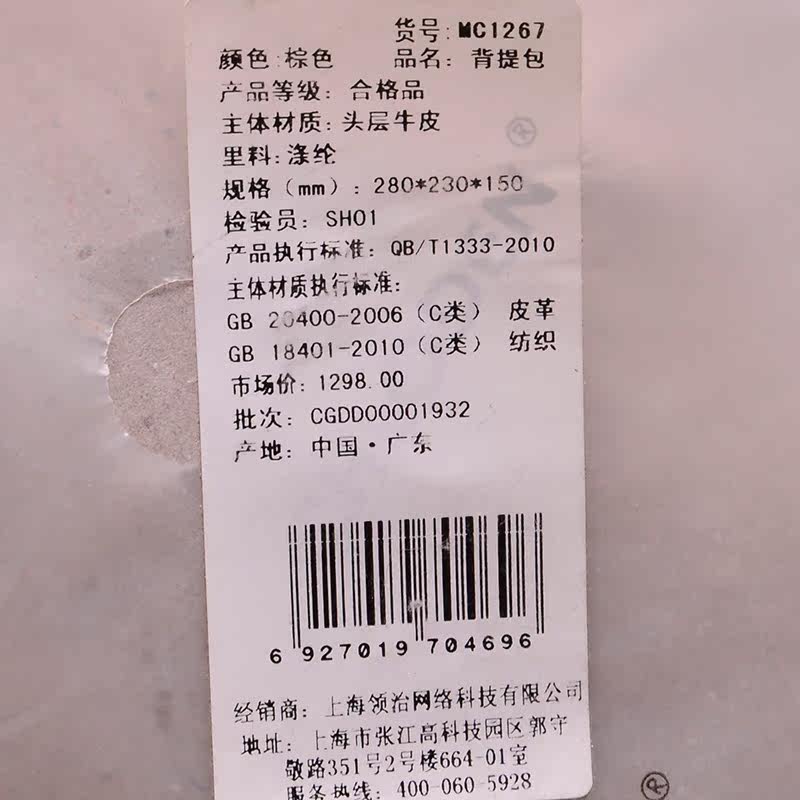 货号:MC1267
颜色:棕色 品名: 背提包
产品等级: 合格品
主体材质:头层牛皮
里料:涤纶
规格(mm): 280*230*150
检验员: SH01
产品执行标准: QB/T1333-2010
主体材质执行标准:
GB 20400-2006(C类) 皮革
GB 18401-2010(C类) 纺织
市场价: 1298.00
批次: CGDD00001932
产地: 中国·广东
6 927019 704696
经销商: 上海领治网络科技有限公司
地址: 上海市张江高科技园区郭守
敬路351号2号楼664-01室
服务热线: 400-060-5928
®
®